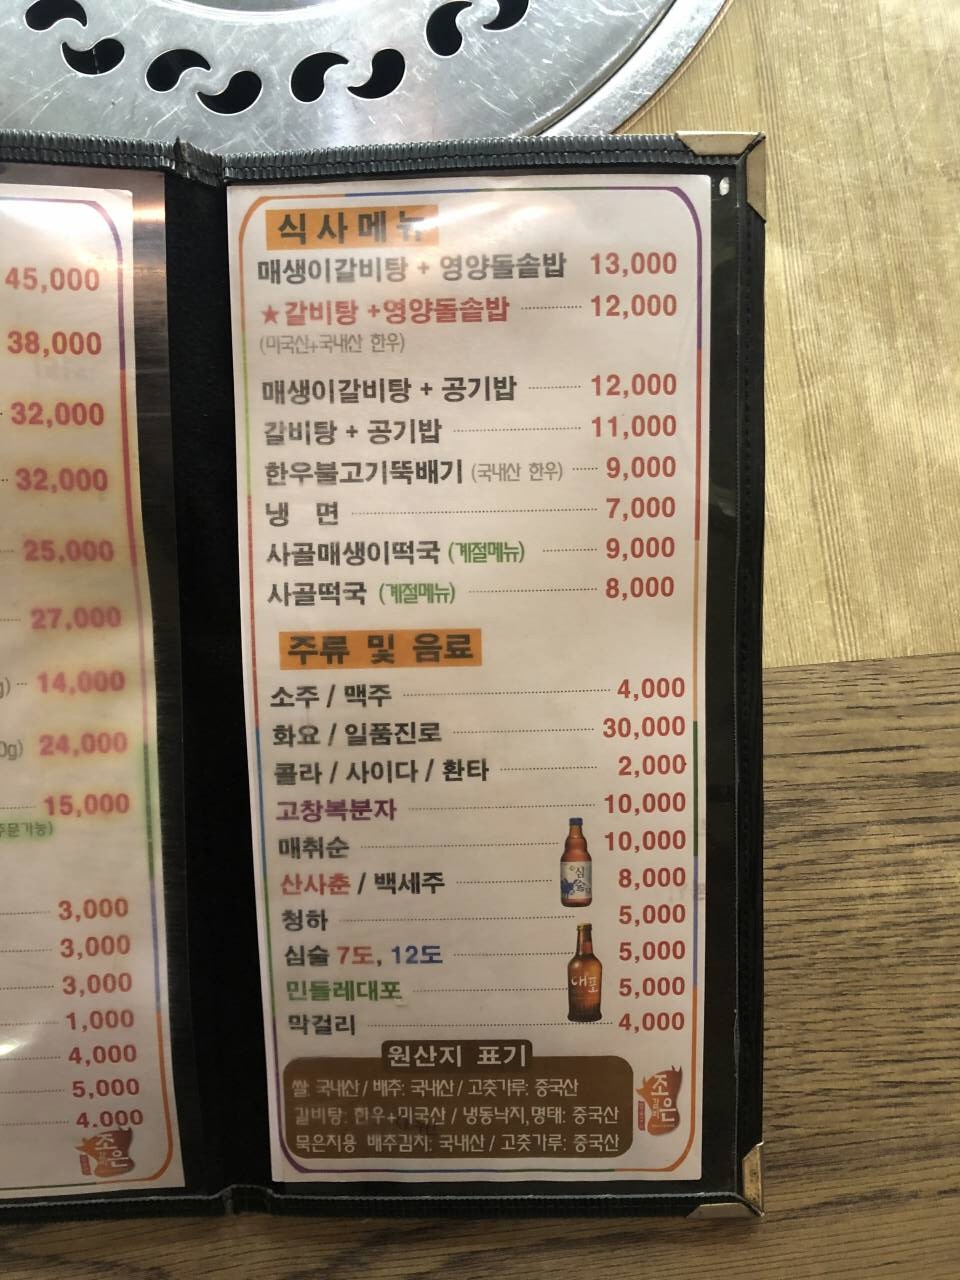 45,000
38,000
32,000
32,000
25,000
27,000
g) 14,000
0g) 24,000
15,000
주문가능)
3,000
3,000
3,000
1,000
4,000
5,000
4,000
조은
식사메뉴
매생이갈비탕 + 영양돌솥밥 13,000
★갈비탕 +영양돌솥밥 12,000
(미국산+국내산 한우)
매생이갈비탕 + 공기밥 12,000
갈비탕 + 공기밥 11,000
한우불고기뚝배기 (국내산 한우) 9,000
냉 면 7,000
사골매생이떡국 (계절메뉴) 9,000
사골떡국 (계절메뉴) 8,000
주류 및 음료
소주 / 맥주 4,000
화요 / 일품진로 30,000
콜라 / 사이다 / 환타 2,000
고창복분자 10,000
매취순 10,000
산사춘 / 백세주 8,000
청하 5,000
심술 7도, 12도 5,000
민들레대포 5,000
막걸리 4,000
심술
대포
원산지 표기
쌀: 국내산 / 배추: 국내산 / 고춧가루: 중국산
갈비탕: 한우+미국산 / 냉동낙지,명태: 중국산
묵은지용 배추김치: 국내산 / 고춧가루: 중국산
조은